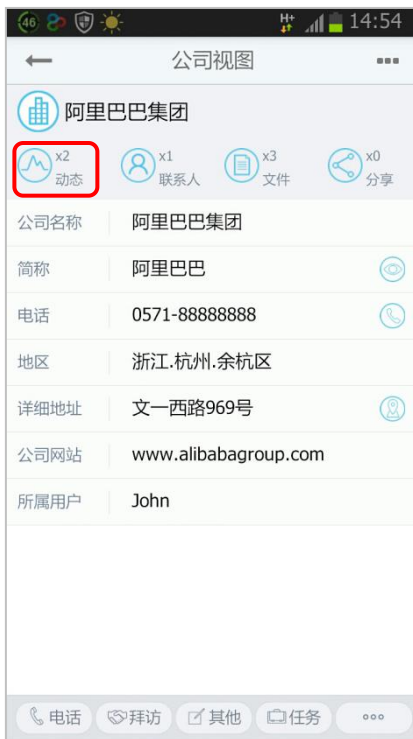 46 H+ 14:54
公司视图
阿里巴巴集团
x2 x1 x3 x0
动态 联系人 文件 分享
公司名称 阿里巴巴集团
简称 阿里巴巴
电话 0571-88888888
地区 浙江.杭州.余杭区
详细地址 文一西路969号
公司网站 www.alibabagroup.com
所属用户 John
电话 拜访 其他 任务